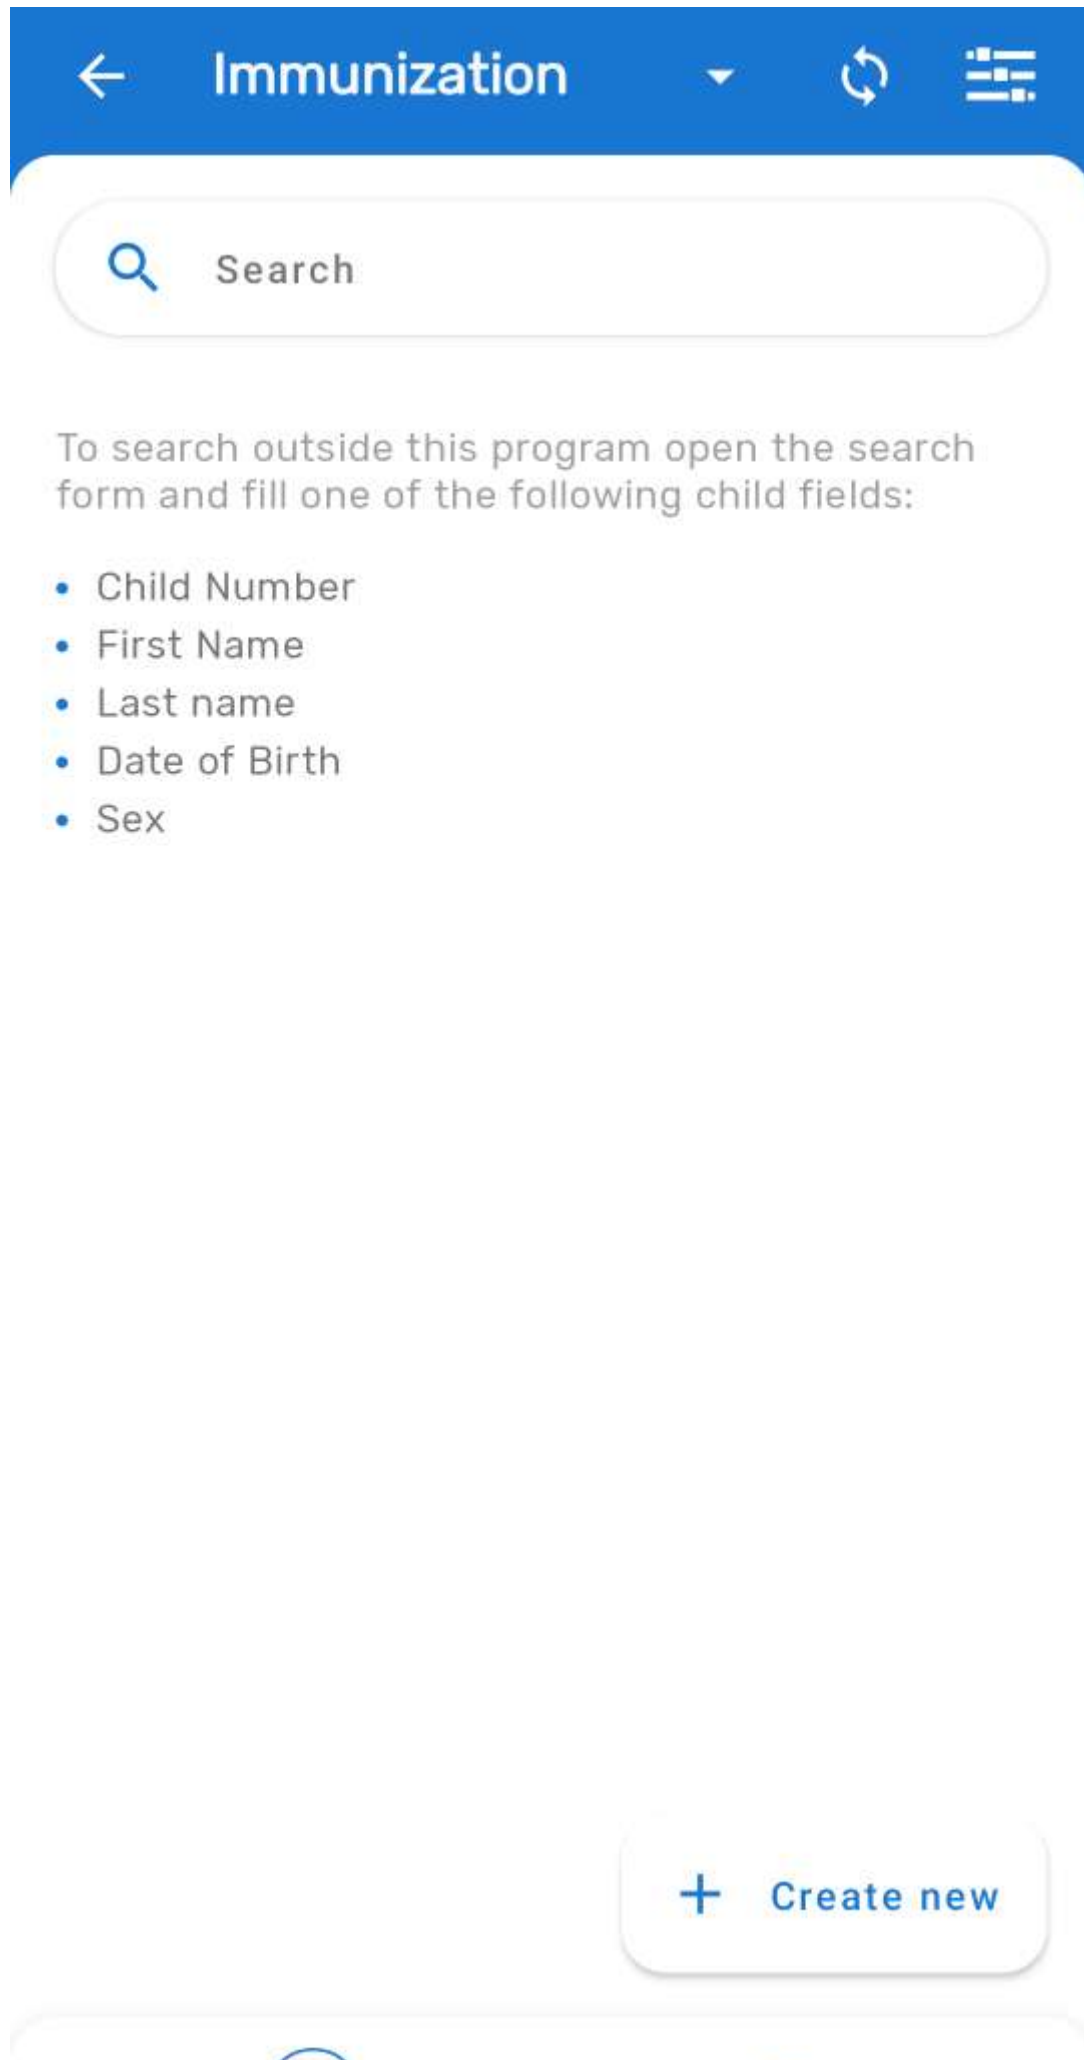 Immunization
Search
To search outside this program open the search
form and fill one of the following child fields:
• Child Number
• First Name
• Last name
• Date of Birth
• Sex
+ Create new